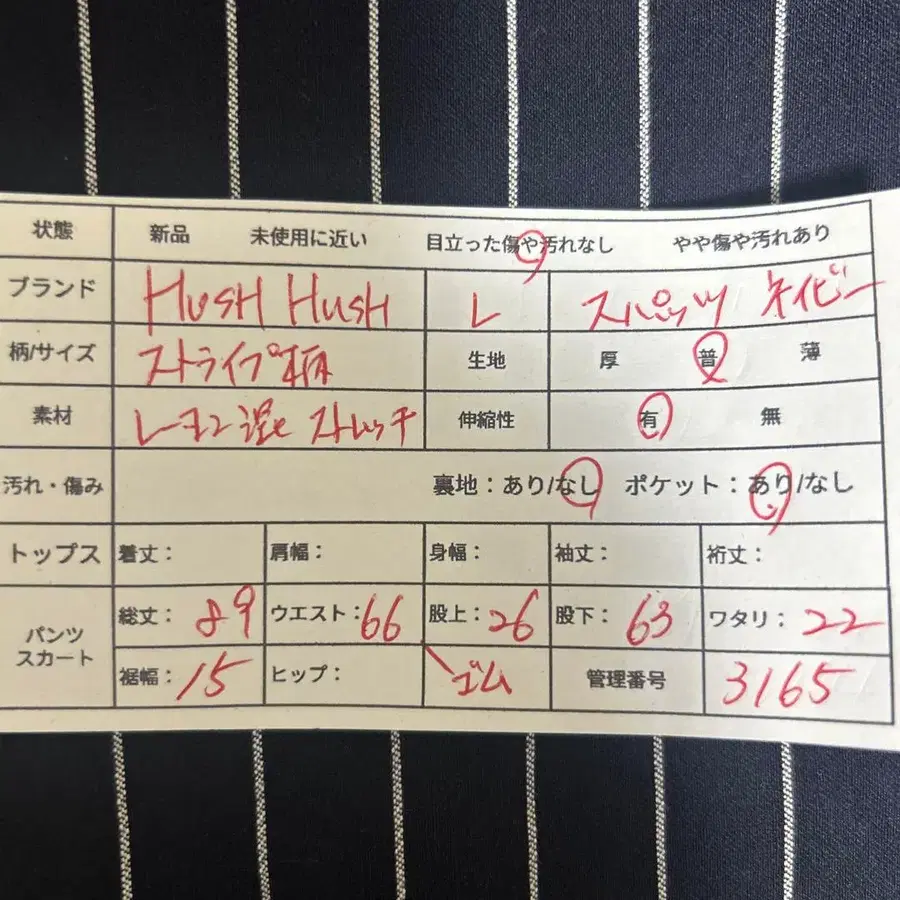 状態 新品 未使用に近い 目立った傷や汚れなし やや傷や汚れあり
ブランド HusH HusH L スパッツ ネイビー
柄/サイズ ストライプ柄 生地 厚 普 薄
素材 レーヨン混 ストレッチ 伸縮性 有 無
汚れ・傷み 裏地：あり/なし ポケット：あり/なし
トップス 着丈： 肩幅： 身幅： 袖丈： 裄丈：
パンツ スカート 総丈：89 ウエスト：66 股上：26 股下：63 ワタリ：22
裾幅：15 ヒップ： ゴム 管理番号 3165